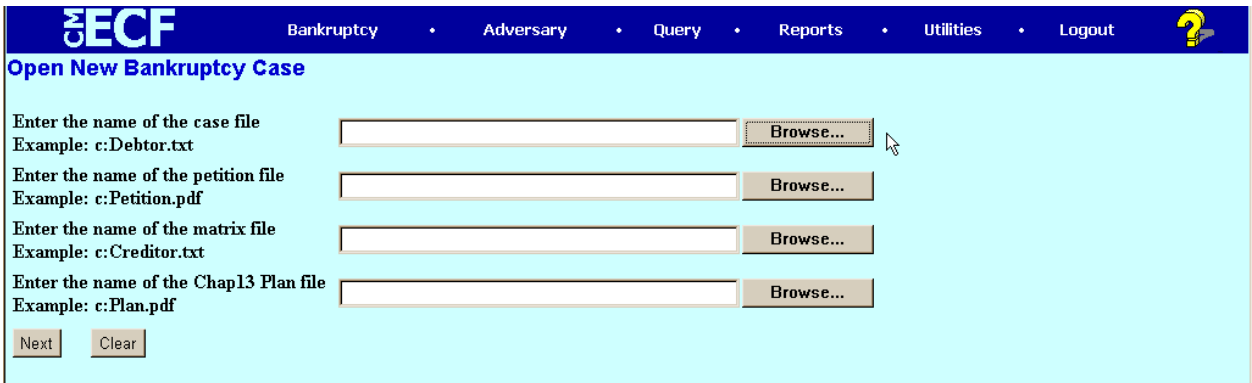 CM ECF Bankruptcy • Adversary • Query • Reports • Utilities • Logout ?
Open New Bankruptcy Case
Enter the name of the case file
Example: c:Debtor.txt
Browse...
Enter the name of the petition file
Example: c:Petition.pdf
Browse...
Enter the name of the matrix file
Example: c:Creditor.txt
Browse...
Enter the name of the Chap13 Plan file
Example: c:Plan.pdf
Browse...
Next Clear